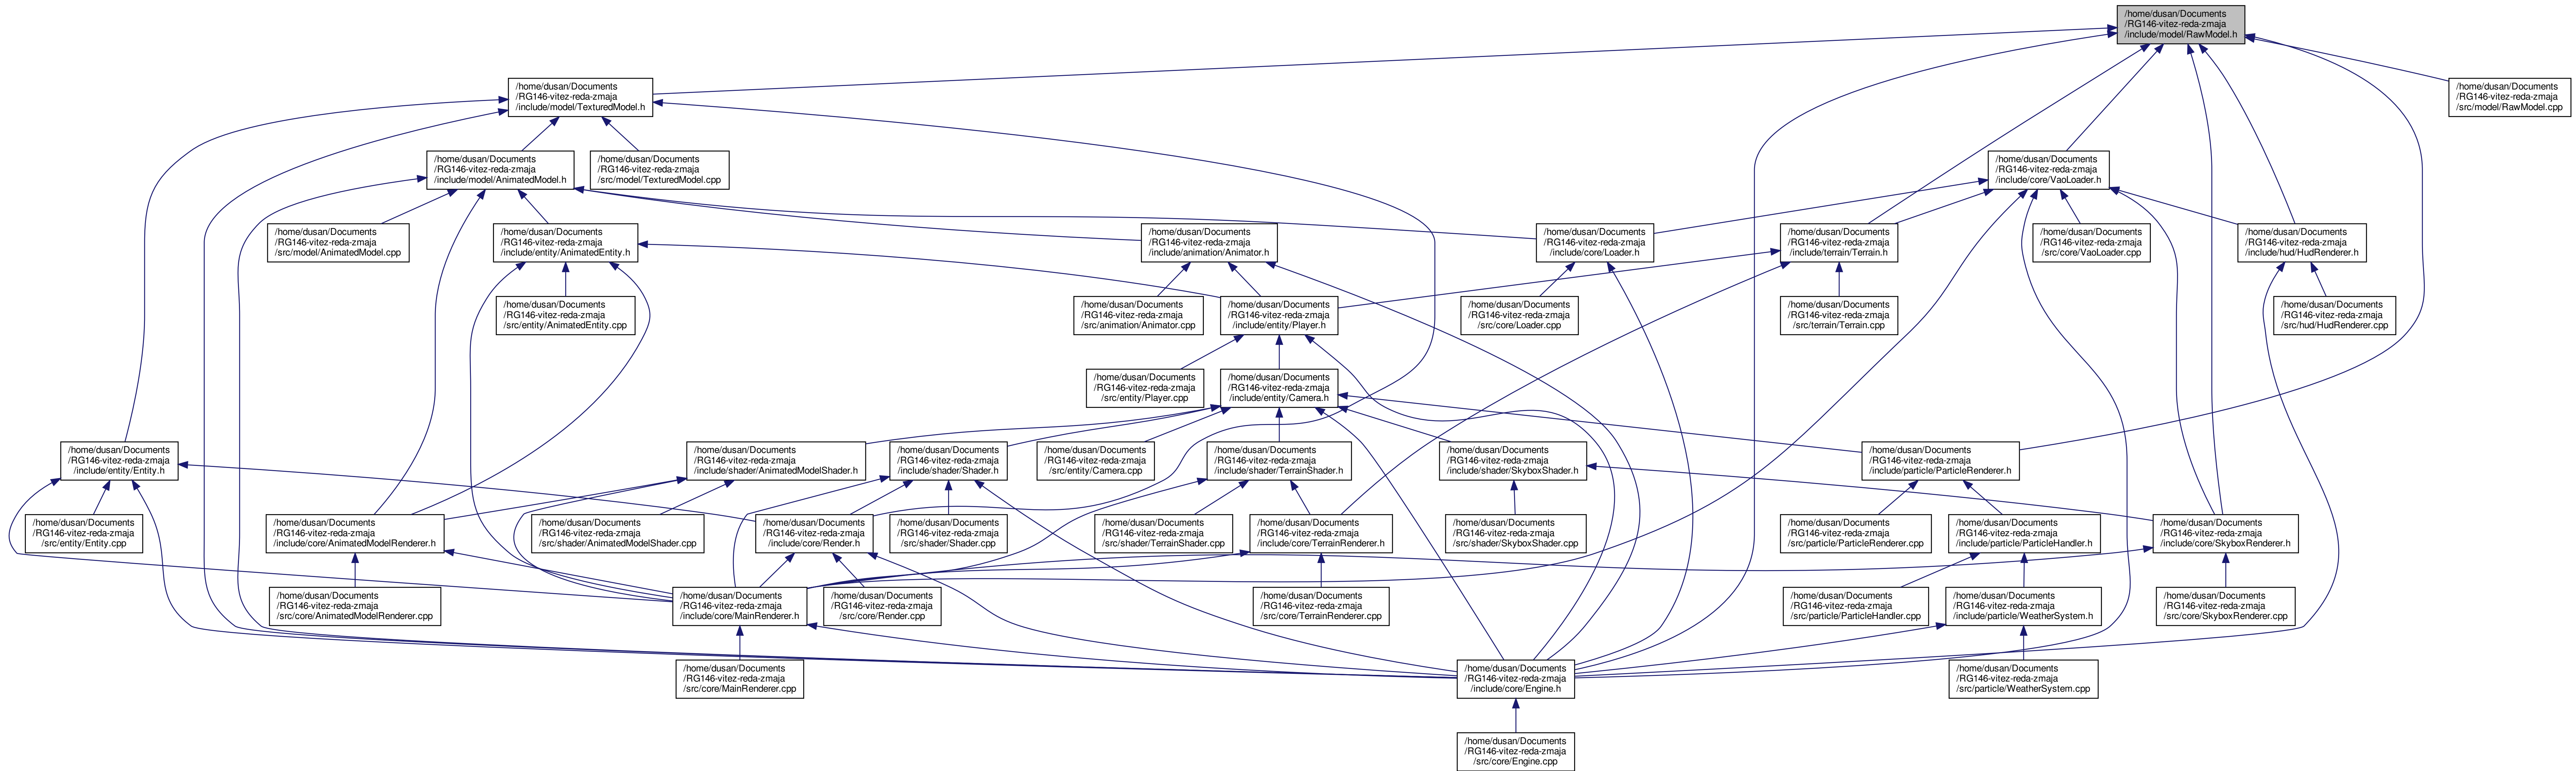 /home/dusan/Documents
/RG146-vitez-reda-zmaja
/include/model/RawModel.h
/home/dusan/Documents
/RG146-vitez-reda-zmaja
/include/model/TexturedModel.h
/home/dusan/Documents
/RG146-vitez-reda-zmaja
/src/model/RawModel.cpp
/home/dusan/Documents
/RG146-vitez-reda-zmaja
/include/model/AnimatedModel.h
/home/dusan/Documents
/RG146-vitez-reda-zmaja
/src/model/TexturedModel.cpp
/home/dusan/Documents
/RG146-vitez-reda-zmaja
/include/core/VaoLoader.h
/home/dusan/Documents
/RG146-vitez-reda-zmaja
/src/model/AnimatedModel.cpp
/home/dusan/Documents
/RG146-vitez-reda-zmaja
/include/entity/AnimatedEntity.h
/home/dusan/Documents
/RG146-vitez-reda-zmaja
/include/animation/Animator.h
/home/dusan/Documents
/RG146-vitez-reda-zmaja
/include/core/Loader.h
/home/dusan/Documents
/RG146-vitez-reda-zmaja
/include/terrain/Terrain.h
/home/dusan/Documents
/RG146-vitez-reda-zmaja
/src/core/VaoLoader.cpp
/home/dusan/Documents
/RG146-vitez-reda-zmaja
/include/hud/HudRenderer.h
/home/dusan/Documents
/RG146-vitez-reda-zmaja
/src/entity/AnimatedEntity.cpp
/home/dusan/Documents
/RG146-vitez-reda-zmaja
/src/animation/Animator.cpp
/home/dusan/Documents
/RG146-vitez-reda-zmaja
/include/entity/Player.h
/home/dusan/Documents
/RG146-vitez-reda-zmaja
/src/core/Loader.cpp
/home/dusan/Documents
/RG146-vitez-reda-zmaja
/src/terrain/Terrain.cpp
/home/dusan/Documents
/RG146-vitez-reda-zmaja
/src/hud/HudRenderer.cpp
/home/dusan/Documents
/RG146-vitez-reda-zmaja
/src/entity/Player.cpp
/home/dusan/Documents
/RG146-vitez-reda-zmaja
/include/entity/Camera.h
/home/dusan/Documents
/RG146-vitez-reda-zmaja
/include/entity/Entity.h
/home/dusan/Documents
/RG146-vitez-reda-zmaja
/include/shader/AnimatedModelShader.h
/home/dusan/Documents
/RG146-vitez-reda-zmaja
/include/shader/Shader.h
/home/dusan/Documents
/RG146-vitez-reda-zmaja
/src/entity/Camera.cpp
/home/dusan/Documents
/RG146-vitez-reda-zmaja
/include/shader/TerrainShader.h
/home/dusan/Documents
/RG146-vitez-reda-zmaja
/include/shader/SkyboxShader.h
/home/dusan/Documents
/RG146-vitez-reda-zmaja
/include/particle/ParticleRenderer.h
/home/dusan/Documents
/RG146-vitez-reda-zmaja
/src/entity/Entity.cpp
/home/dusan/Documents
/RG146-vitez-reda-zmaja
/include/core/AnimatedModelRenderer.h
/home/dusan/Documents
/RG146-vitez-reda-zmaja
/src/shader/AnimatedModelShader.cpp
/home/dusan/Documents
/RG146-vitez-reda-zmaja
/include/core/Render.h
/home/dusan/Documents
/RG146-vitez-reda-zmaja
/src/shader/Shader.cpp
/home/dusan/Documents
/RG146-vitez-reda-zmaja
/src/shader/TerrainShader.cpp
/home/dusan/Documents
/RG146-vitez-reda-zmaja
/include/core/TerrainRenderer.h
/home/dusan/Documents
/RG146-vitez-reda-zmaja
/src/shader/SkyboxShader.cpp
/home/dusan/Documents
/RG146-vitez-reda-zmaja
/src/particle/ParticleRenderer.cpp
/home/dusan/Documents
/RG146-vitez-reda-zmaja
/include/particle/ParticleHandler.h
/home/dusan/Documents
/RG146-vitez-reda-zmaja
/include/core/SkyboxRenderer.h
/home/dusan/Documents
/RG146-vitez-reda-zmaja
/src/core/AnimatedModelRenderer.cpp
/home/dusan/Documents
/RG146-vitez-reda-zmaja
/include/core/MainRenderer.h
/home/dusan/Documents
/RG146-vitez-reda-zmaja
/src/core/Render.cpp
/home/dusan/Documents
/RG146-vitez-reda-zmaja
/src/core/TerrainRenderer.cpp
/home/dusan/Documents
/RG146-vitez-reda-zmaja
/src/particle/ParticleHandler.cpp
/home/dusan/Documents
/RG146-vitez-reda-zmaja
/include/particle/WeatherSystem.h
/home/dusan/Documents
/RG146-vitez-reda-zmaja
/src/core/SkyboxRenderer.cpp
/home/dusan/Documents
/RG146-vitez-reda-zmaja
/src/core/MainRenderer.cpp
/home/dusan/Documents
/RG146-vitez-reda-zmaja
/include/core/Engine.h
/home/dusan/Documents
/RG146-vitez-reda-zmaja
/src/particle/WeatherSystem.cpp
/home/dusan/Documents
/RG146-vitez-reda-zmaja
/src/core/Engine.cpp